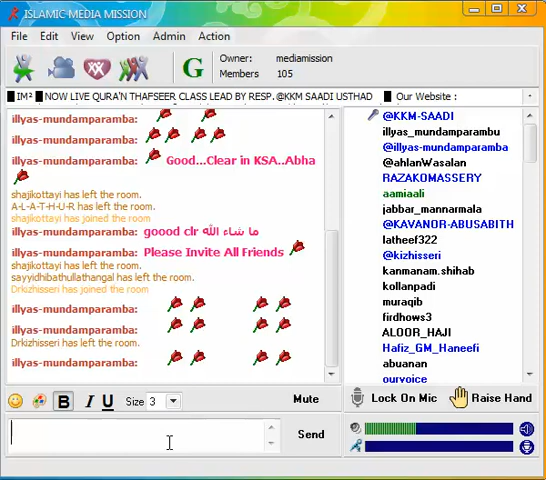 ISLAMIC MEDIA MISSION
File Edit View Option Admin Action
G
Owner: mediamission
Members 105
IM² NOW LIVE QURA'N THAFSEER CLASS LEAD BY RESP.@KKM SAADI USTHAD
Our Website :
illyas-mundamparamba:
illyas-mundamparamba:
illyas-mundamparamba: Good...Clear in KSA..Abha
shajikottayi has left the room.
A-L-A-T-H-U-R has left the room.
shajikottayi has joined the room
illyas-mundamparamba: goood clr ما شاء الله
illyas-mundamparamba: Please Invite All Friends
shajikottayi has left the room.
sayyidhibathullathangal has left the room.
Drkizhisseri has joined the room
illyas-mundamparamba:
illyas-mundamparamba:
Drkizhisseri has left the room.
illyas-mundamparamba:
@KKM-SAADI
illyas_mundamparambu
@illyas-mundamparamba
@ahlanWasalan
RAZAKOMASSERY
aamiaali
jabbar_mannarmala
@KAVANOR-ABUSABITH
latheef322
@kizhisseri
kanmanam.shihab
kollanpadi
muraqib
firdhows3
ALOOR_HAJI
Hafiz_GM_Haneefi
abuanan
ourvoice
B I U Size 3 Mute
Lock On Mic Raise Hand
Send